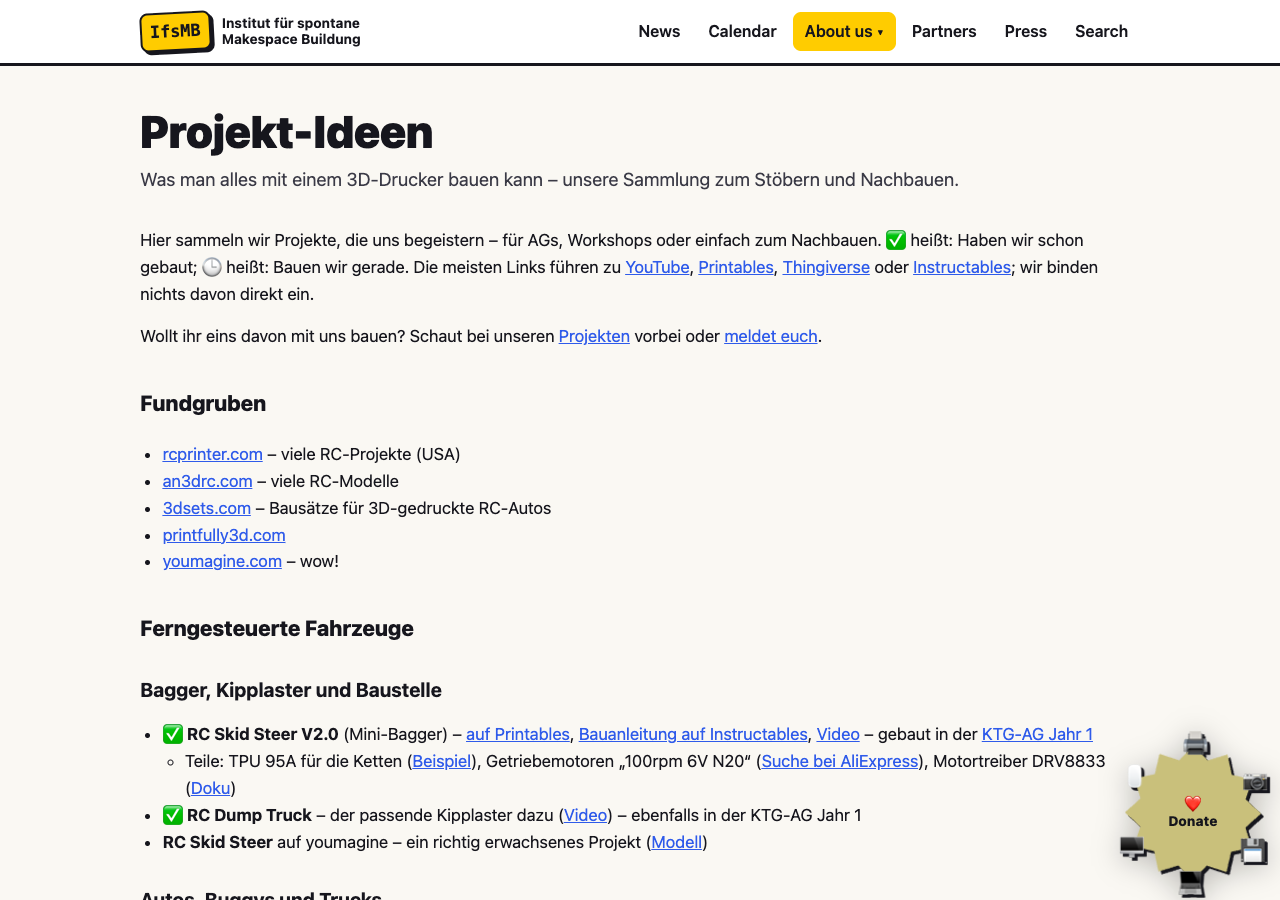 IfsMB
Institut für spontane
Makespace Buildung
News
Calendar
About us ▾
Partners
Press
Search
Projekt-Ideen
Was man alles mit einem 3D-Drucker bauen kann – unsere Sammlung zum Stöbern und Nachbauen.
Hier sammeln wir Projekte, die uns begeistern – für AGs, Workshops oder einfach zum Nachbauen. ✅ heißt: Haben wir schon
gebaut; 🕒 heißt: Bauen wir gerade. Die meisten Links führen zu YouTube, Printables, Thingiverse oder Instructables; wir binden
nichts davon direkt ein.
Wollt ihr eins davon mit uns bauen? Schaut bei unseren Projekten vorbei oder meldet euch.
Fundgruben
• rcprinter.com – viele RC-Projekte (USA)
• an3drc.com – viele RC-Modelle
• 3dsets.com – Bausätze für 3D-gedruckte RC-Autos
• printfully3d.com
• youmagine.com – wow!
Ferngesteuerte Fahrzeuge
Bagger, Kipplaster und Baustelle
• ✅ RC Skid Steer V2.0 (Mini-Bagger) – auf Printables, Bauanleitung auf Instructables, Video – gebaut in der KTG-AG Jahr 1
◦ Teile: TPU 95A für die Ketten (Beispiel), Getriebemotoren „100rpm 6V N20“ (Suche bei AliExpress), Motortreiber DRV8833
(Doku)
• ✅ RC Dump Truck – der passende Kipplaster dazu (Video) – ebenfalls in der KTG-AG Jahr 1
• RC Skid Steer auf youmagine – ein richtig erwachsenes Projekt (Modell)
❤️
Donate
Autos, Buggys und Trucks